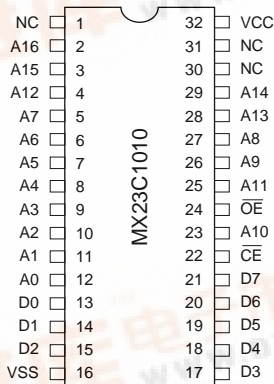 NC 1 32 VCC
A16 2 31 NC
A15 3 30 NC
A12 4 29 A14
A7 5 28 A13
A6 6 27 A8
A5 7 26 A9
A4 8 25 A11
A3 9 24 OE
A2 10 23 A10
A1 11 22 CE
A0 12 21 D7
D0 13 20 D6
D1 14 19 D5
D2 15 18 D4
VSS 16 17 D3
MX23C1010